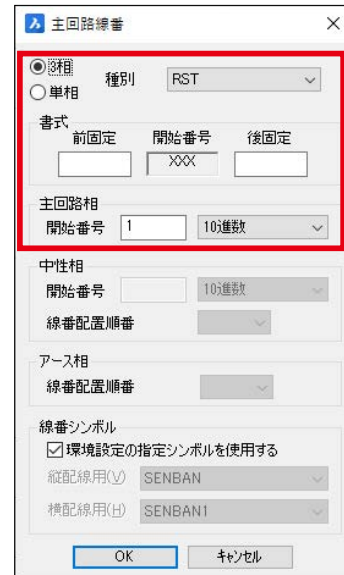 主回路線番
3相
単相
種別 RST
書式
前固定 開始番号 後固定
XXX
主回路相
開始番号 1 10進数
中性相
開始番号 10進数
線番配置順番
アース相
線番配置順番
線番シンボル
環境設定の指定シンボルを使用する
縦配線用(V) SENBAN
横配線用(H) SENBAN1
OK キャンセル